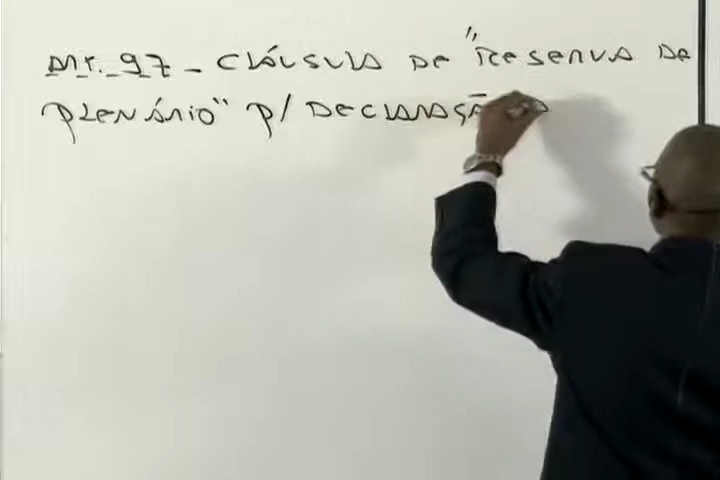 Art. 97 - Cláusula de "Reserva de
Plenário" p/ Declaração